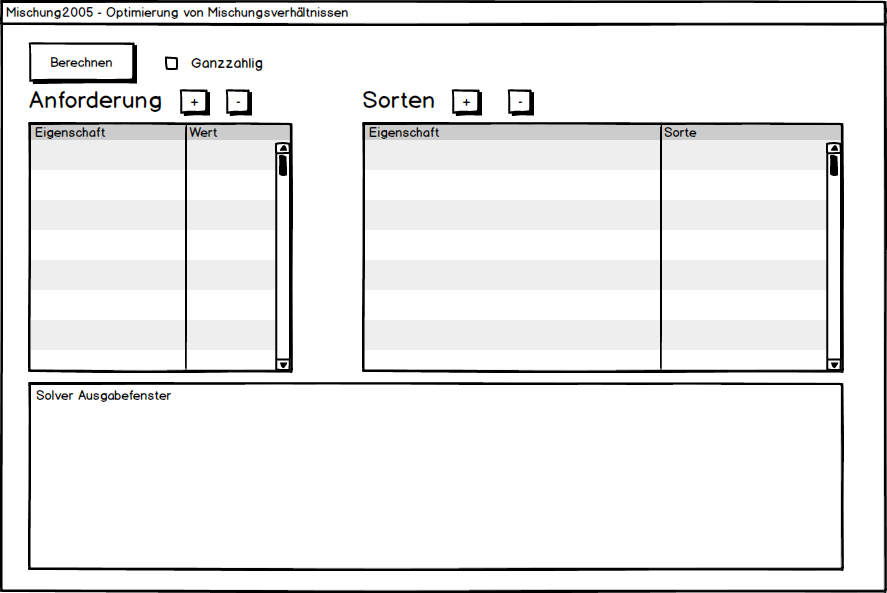 Mischung2005 - Optimierung von Mischungsverhältnissen
Berechnen Ganzzahlig
Anforderung + - Sorten + -
Eigenschaft Wert Eigenschaft Sorte
Solver Ausgabefenster